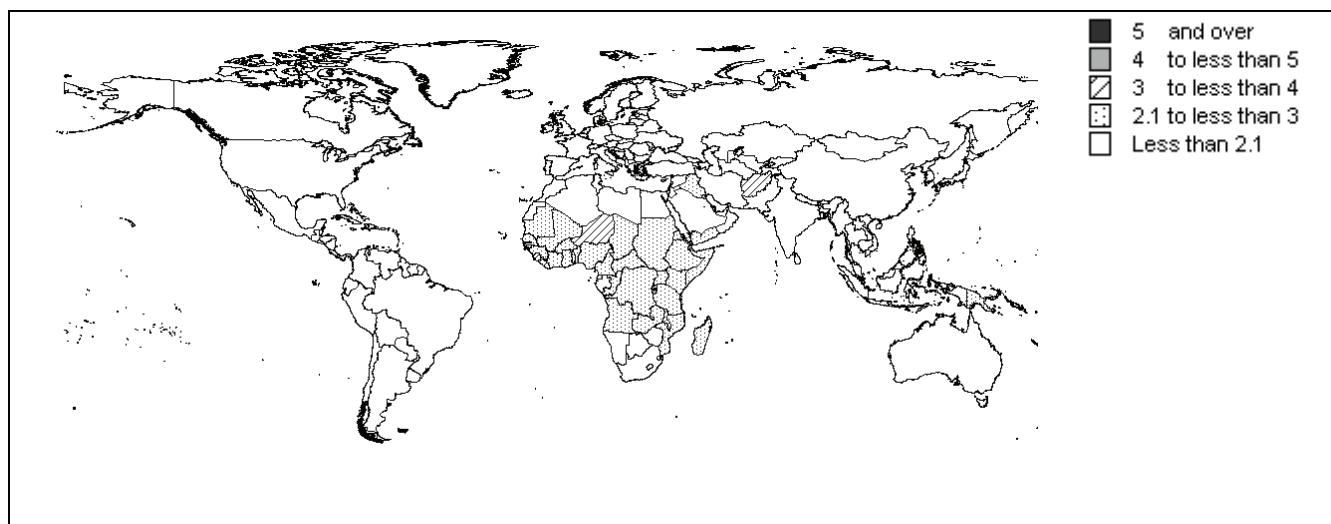 5 and over
4 to less than 5
3 to less than 4
2.1 to less than 3
Less than 2.1